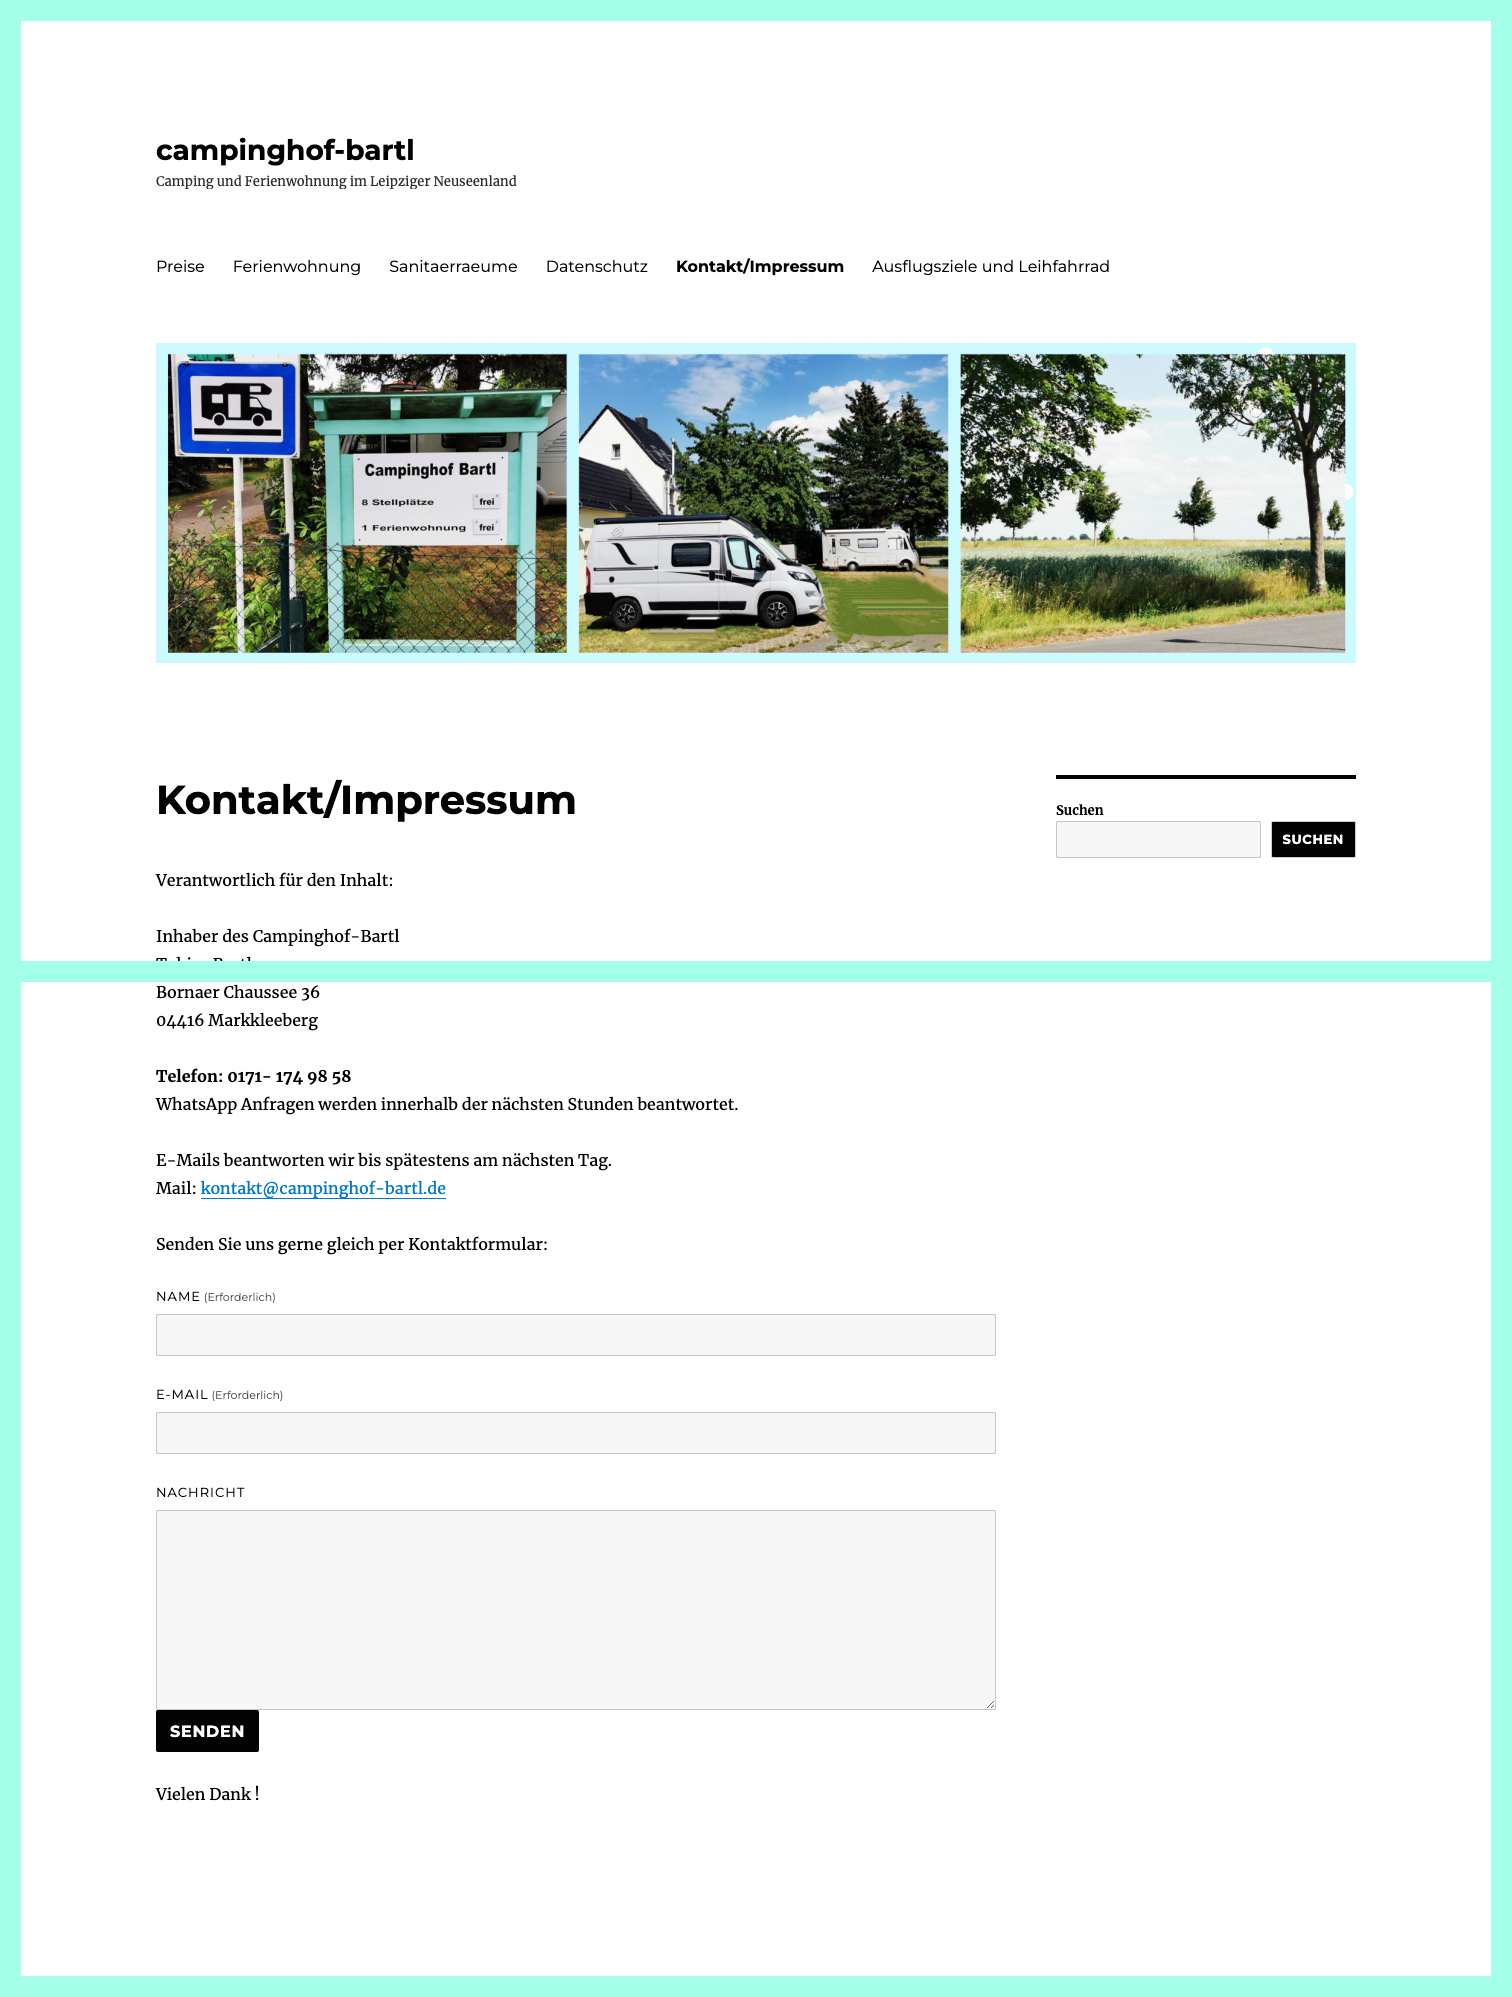 campinghof-bartl
Camping und Ferienwohnung im Leipziger Neuseenland
Preise Ferienwohnung Sanitaerraeume Datenschutz Kontakt/Impressum Ausflugsziele und Leihfahrrad
Campinghof Bartl
8 Stellplätze frei
1 Ferienwohnung frei
Kontakt/Impressum
Suchen
SUCHEN
Verantwortlich für den Inhalt:
Inhaber des Campinghof-Bartl
Bornaer Chaussee 36
04416 Markkleeberg
Telefon: 0171- 174 98 58
WhatsApp Anfragen werden innerhalb der nächsten Stunden beantwortet.
E-Mails beantworten wir bis spätestens am nächsten Tag.
Mail: kontakt@campinghof-bartl.de
Senden Sie uns gerne gleich per Kontaktformular:
NAME (Erforderlich)
E-MAIL (Erforderlich)
NACHRICHT
SENDEN
Vielen Dank !